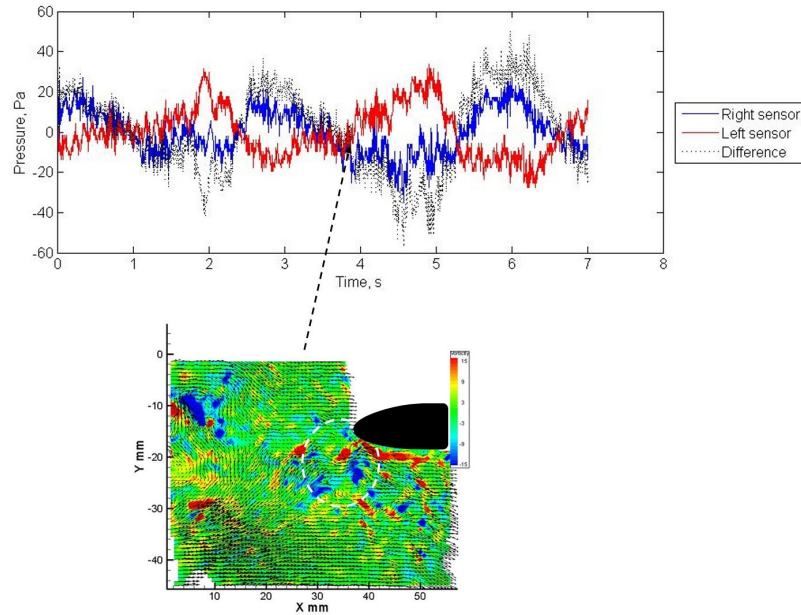 60
40
20
0
-20
-40
60
Pressure, Pa
0 1 2 3 4 5 6 7 8
Time, s
Right sensor
Left sensor
Difference
0
-10
-20
-30
-40
Y mm
10 20 30 40 50
X mm
Vorticity
15
9
3
-3
-9
-15